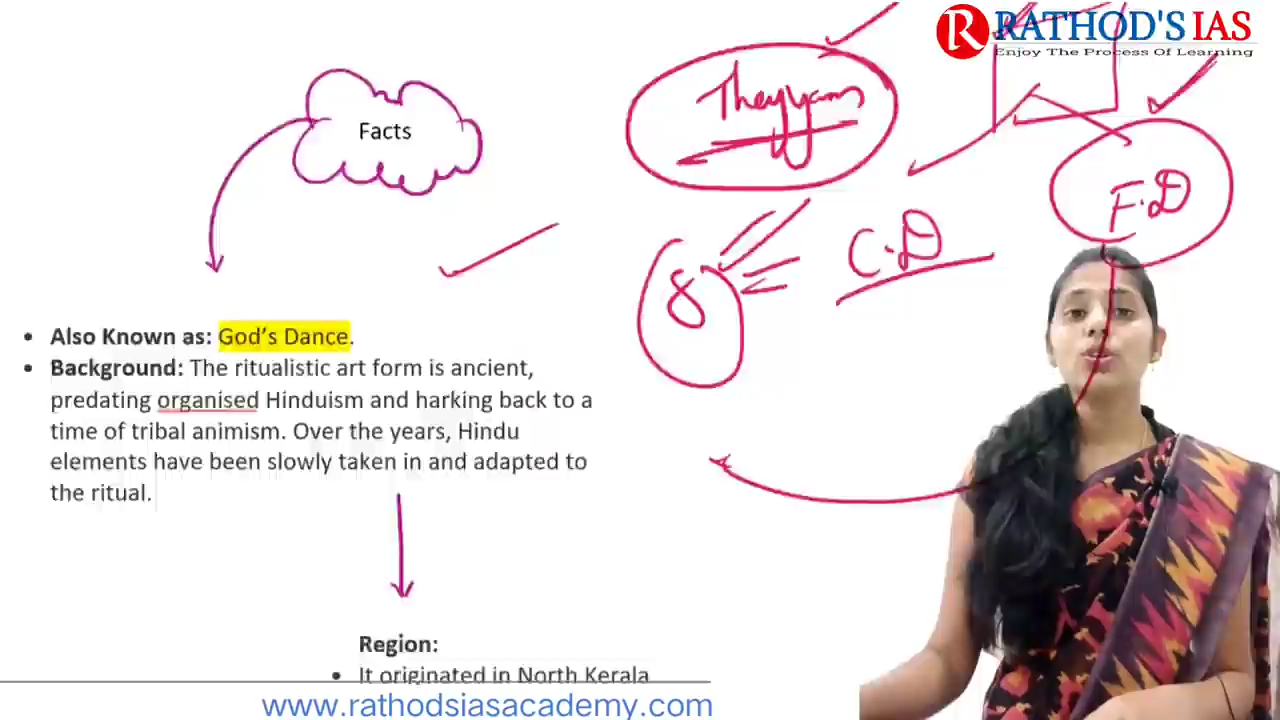 RATHOD'S IAS
Enjoy The Process Of Learning
Theyyam
Facts
F.D
C.D
8
• Also Known as: God’s Dance.
• Background: The ritualistic art form is ancient,
predating organised Hinduism and harking back to a
time of tribal animism. Over the years, Hindu
elements have been slowly taken in and adapted to
the ritual.
Region:
• It originated in North Kerala
www.rathodsiasacademy.com